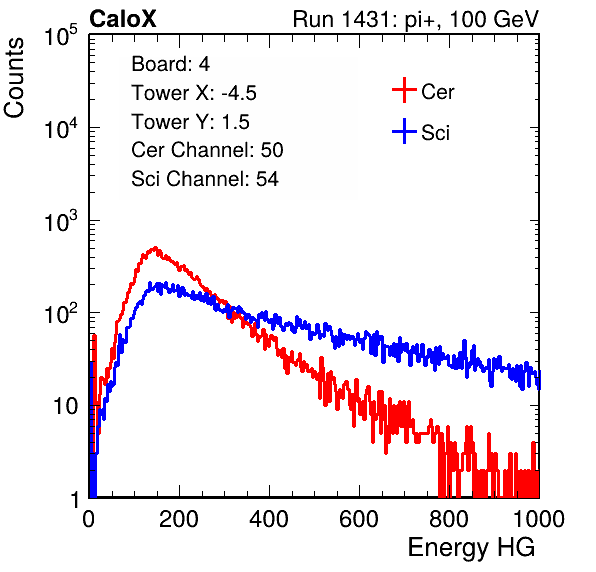 CaloX Run 1431: pi+, 100 GeV
Counts
10^5
10^4
10^3
10^2
10
1
Board: 4
Tower X: -4.5
Tower Y: 1.5
Cer Channel: 50
Sci Channel: 54
Cer
Sci
0 200 400 600 800 1000
Energy HG